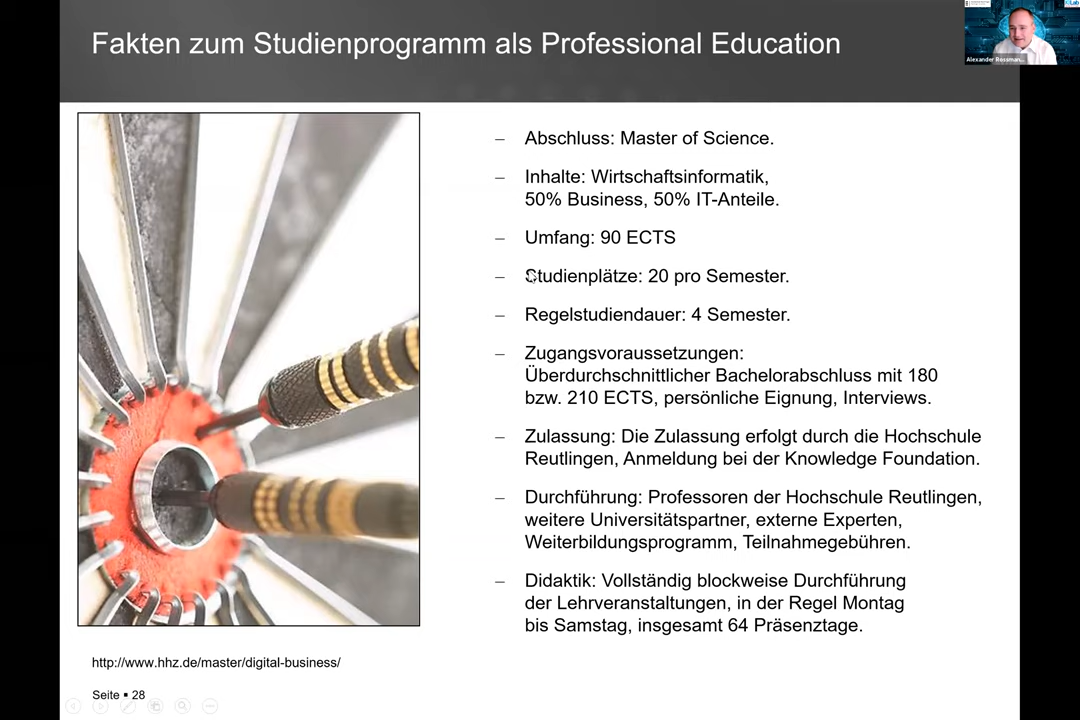 Fakten zum Studienprogramm als Professional Education
Alexander Rossman...
– Abschluss: Master of Science.
– Inhalte: Wirtschaftsinformatik,
50% Business, 50% IT-Anteile.
– Umfang: 90 ECTS
– Studienplätze: 20 pro Semester.
– Regelstudiendauer: 4 Semester.
– Zugangsvoraussetzungen:
Überdurchschnittlicher Bachelorabschluss mit 180
bzw. 210 ECTS, persönliche Eignung, Interviews.
– Zulassung: Die Zulassung erfolgt durch die Hochschule
Reutlingen, Anmeldung bei der Knowledge Foundation.
– Durchführung: Professoren der Hochschule Reutlingen,
weitere Universitätspartner, externe Experten,
Weiterbildungsprogramm, Teilnahmegebühren.
– Didaktik: Vollständig blockweise Durchführung
der Lehrveranstaltungen, in der Regel Montag
bis Samstag, insgesamt 64 Präsenztage.
http://www.hhz.de/master/digital-business/
Seite ▪ 28